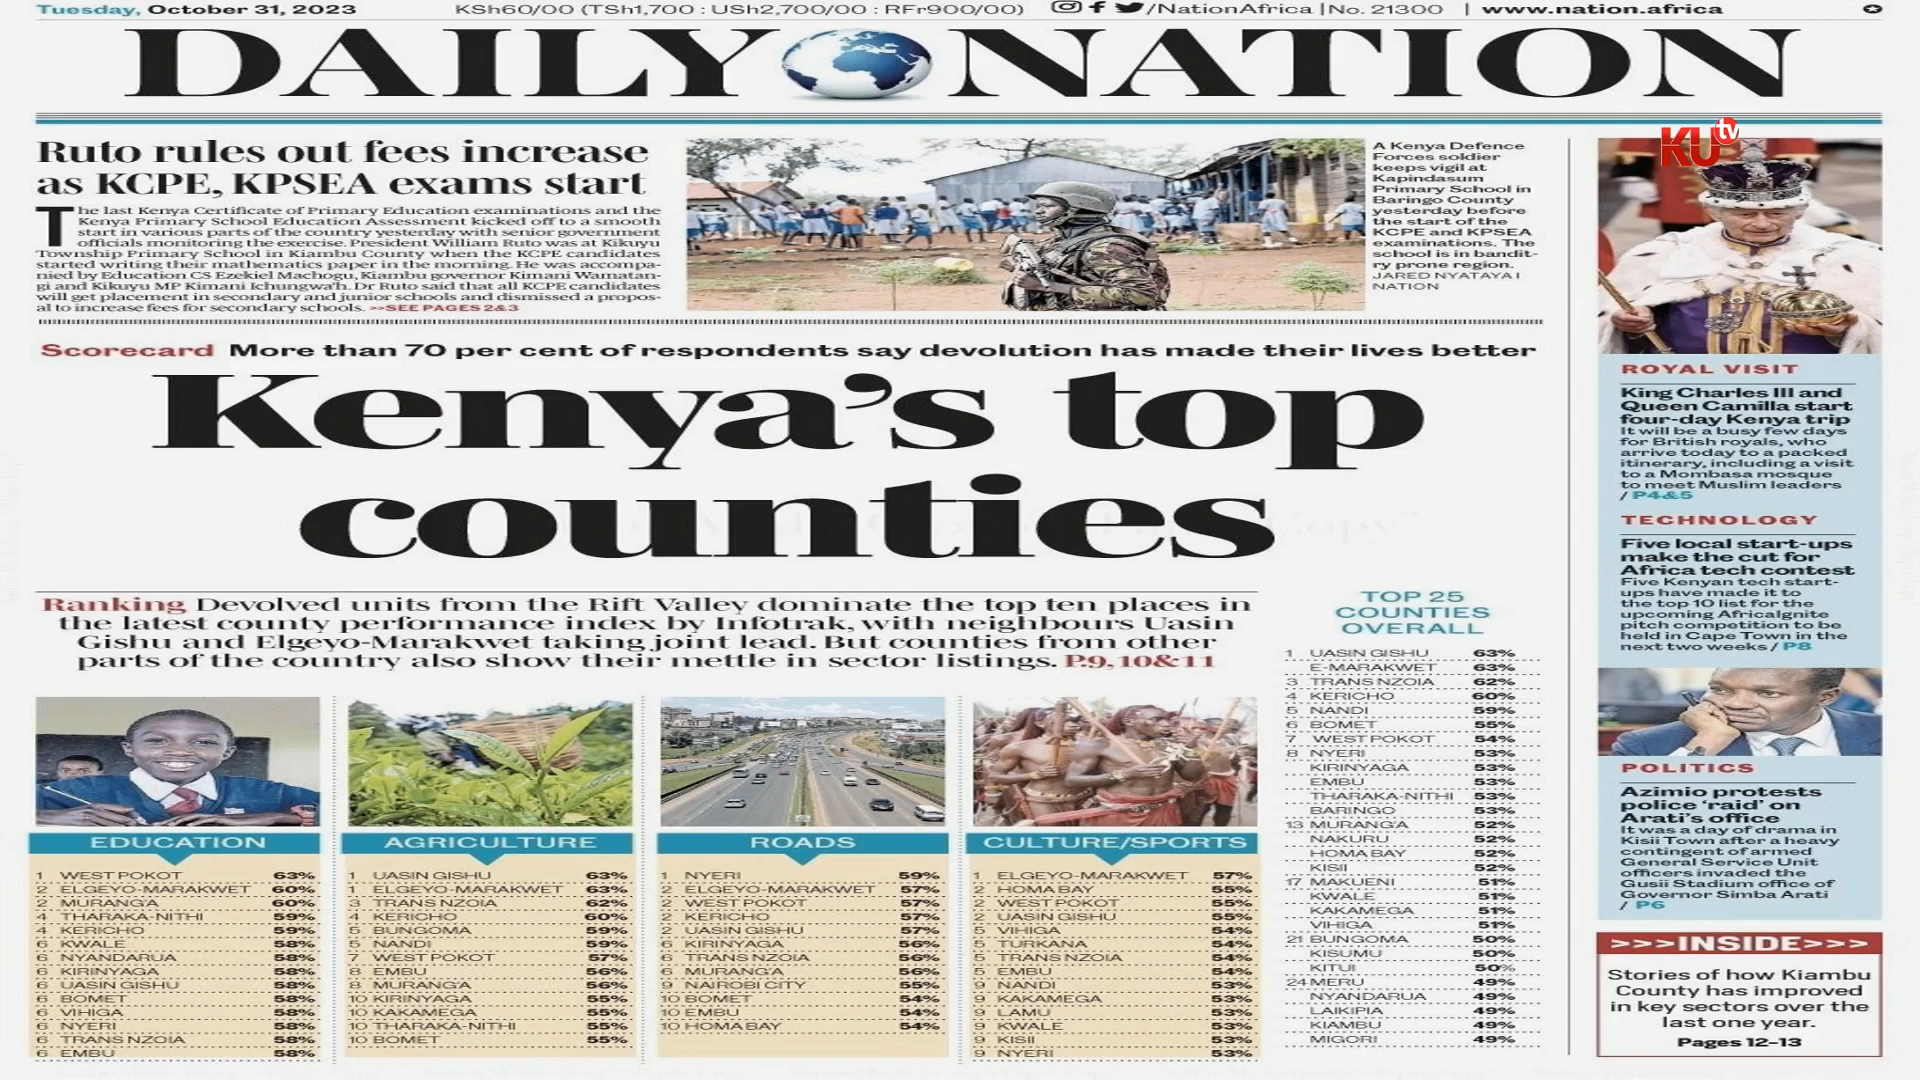 Tuesday, October 31, 2023
KSh60/00 (TSh1,700 : USh2,700/00 : RFr900/00)
/NationAfrica | No. 21300 | www.nation.africa
DAILY NATION
KUtv
Ruto rules out fees increase
as KCPE, KPSEA exams start
The last Kenya Certificate of Primary Education examinations and the
Kenya Primary School Education Assessment kicked off to a smooth
start in various parts of the country yesterday with senior government
officials monitoring the exercise. President William Ruto was at Kikuyu
Township Primary School in Kiambu County when the KCPE candidates
started writing their mathematics paper in the morning. He was accompa-
nied by Education CS Ezekiel Machogu, Kiambu governor Kimani Wamatan-
gi and Kikuyu MP Kimani Ichungwa'h. Dr Ruto said that all KCPE candidates
will get placement in secondary and junior schools and dismissed a propos-
al to increase fees for secondary schools. >>SEE PAGES 2&3
A Kenya Defence
Forces soldier
keeps vigil at
Kapindasum
Primary School in
Baringo County
yesterday before
the start of the
KCPE and KPSEA
examinations. The
school is in bandit-
ry prone region.
JARED NYATAYA I
NATION
Scorecard More than 70 per cent of respondents say devolution has made their lives better
Kenya's top
counties
Ranking Devolved units from the Rift Valley dominate the top ten places in
the latest county performance index by Infotrak, with neighbours Uasin
Gishu and Elgeyo-Marakwet taking joint lead. But counties from other
parts of the country also show their mettle in sector listings. P.9,10&11
EDUCATION
1 WEST POKOT 63%
2 ELGEYO-MARAKWET 60%
2 MURANG'A 60%
4 THARAKA-NITHI 59%
4 KERICHO 59%
6 KWALE 58%
6 NYANDARUA 58%
6 KIRINYAGA 58%
6 UASIN GISHU 58%
6 BOMET 58%
6 VIHIGA 58%
6 NYERI 58%
6 TRANS NZOIA 58%
6 EMBU 58%
AGRICULTURE
1 UASIN GISHU 63%
1 ELGEYO-MARAKWET 63%
3 TRANS NZOIA 62%
4 KERICHO 60%
5 BUNGOMA 59%
5 NANDI 59%
7 WEST POKOT 57%
8 EMBU 56%
8 MURANG'A 56%
10 KIRINYAGA 55%
10 KAKAMEGA 55%
10 THARAKA-NITHI 55%
10 BOMET 55%
ROADS
1 NYERI 59%
2 ELGEYO-MARAKWET 57%
2 WEST POKOT 57%
2 KERICHO 57%
2 UASIN GISHU 57%
6 KIRINYAGA 56%
6 TRANS NZOIA 56%
6 MURANG'A 56%
9 NAIROBI CITY 55%
10 BOMET 54%
10 EMBU 54%
10 HOMA BAY 54%
CULTURE/SPORTS
1 ELGEYO-MARAKWET 57%
2 HOMA BAY 55%
2 WEST POKOT 55%
2 UASIN GISHU 55%
5 VIHIGA 54%
5 TURKANA 54%
5 TRANS NZOIA 54%
5 EMBU 54%
9 NANDI 53%
9 KAKAMEGA 53%
9 LAMU 53%
9 KWALE 53%
9 KISII 53%
9 NYERI 53%
TOP 25
COUNTIES
OVERALL
1 UASIN GISHU 63%
E-MARAKWET 63%
3 TRANS NZOIA 62%
4 KERICHO 60%
5 NANDI 59%
6 BOMET 55%
7 WEST POKOT 54%
8 NYERI 53%
KIRINYAGA 53%
EMBU 53%
THARAKA-NITHI 53%
BARINGO 53%
13 MURANG'A 52%
NAKURU 52%
HOMA BAY 52%
KISII 52%
17 MAKUENI 51%
KWALE 51%
KAKAMEGA 51%
VIHIGA 51%
21 BUNGOMA 50%
KISUMU 50%
KITUI 50%
24 MERU 49%
NYANDARUA 49%
LAIKIPIA 49%
KIAMBU 49%
MIGORI 49%
ROYAL VISIT
King Charles III and
Queen Camilla start
four-day Kenya trip
It will be a busy few days
for British royals, who
arrive today to a packed
itinerary, including a visit
to a Mombasa mosque
to meet Muslim leaders
/ P4&5
TECHNOLOGY
Five local start-ups
make the cut for
Africa tech contest
Five Kenyan tech start-
ups have made it to
the top 10 list for the
upcoming AfricaIgnite
pitch competition to be
held in Cape Town in the
next two weeks / P8
POLITICS
Azimio protests
police 'raid' on
Arati's office
It was a day of drama in
Kisii Town after a heavy
contingent of armed
General Service Unit
officers invaded the
Gusii Stadium office of
Governor Simba Arati
/ P6
>>>INSIDE>>>
Stories of how Kiambu
County has improved
in key sectors over the
last one year.
Pages 12-13